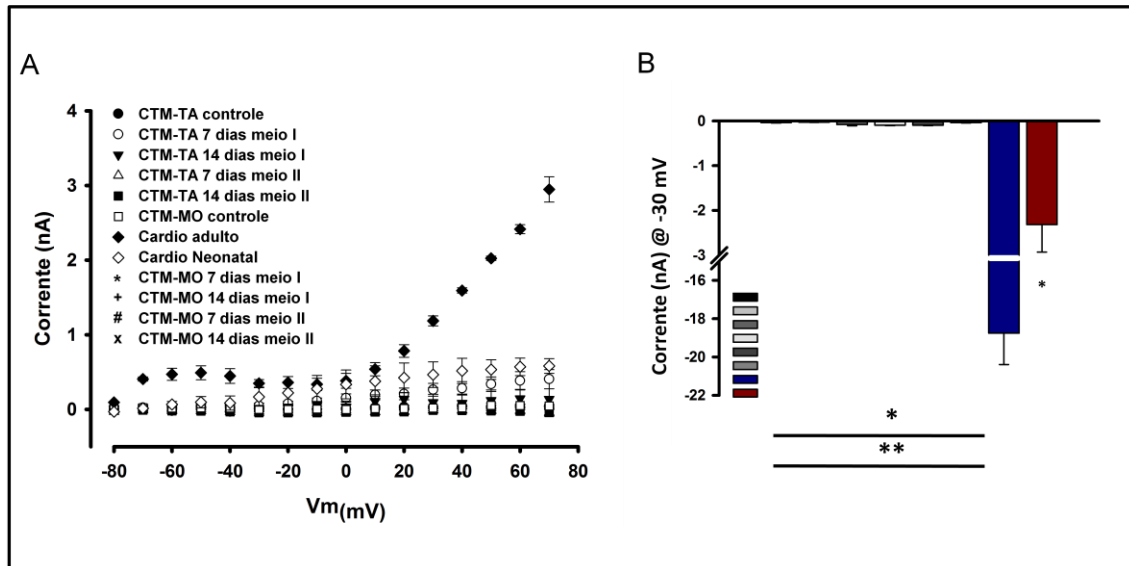 A
B
4
3
2
1
0
Corrente (nA)
CTM-TA controle
CTM-TA 7 dias meio I
CTM-TA 14 dias meio I
CTM-TA 7 dias meio II
CTM-TA 14 dias meio II
CTM-MO controle
Cardio adulto
Cardio Neonatal
* CTM-MO 7 dias meio I
+ CTM-MO 14 dias meio I
# CTM-MO 7 dias meio II
x CTM-MO 14 dias meio II
-80 -60 -40 -20 0 20 40 60 80
Vm(mV)
Corrente (nA) @ -30 mV
0
-1
-2
-3
-16
-18
-20
-22
*
*
**